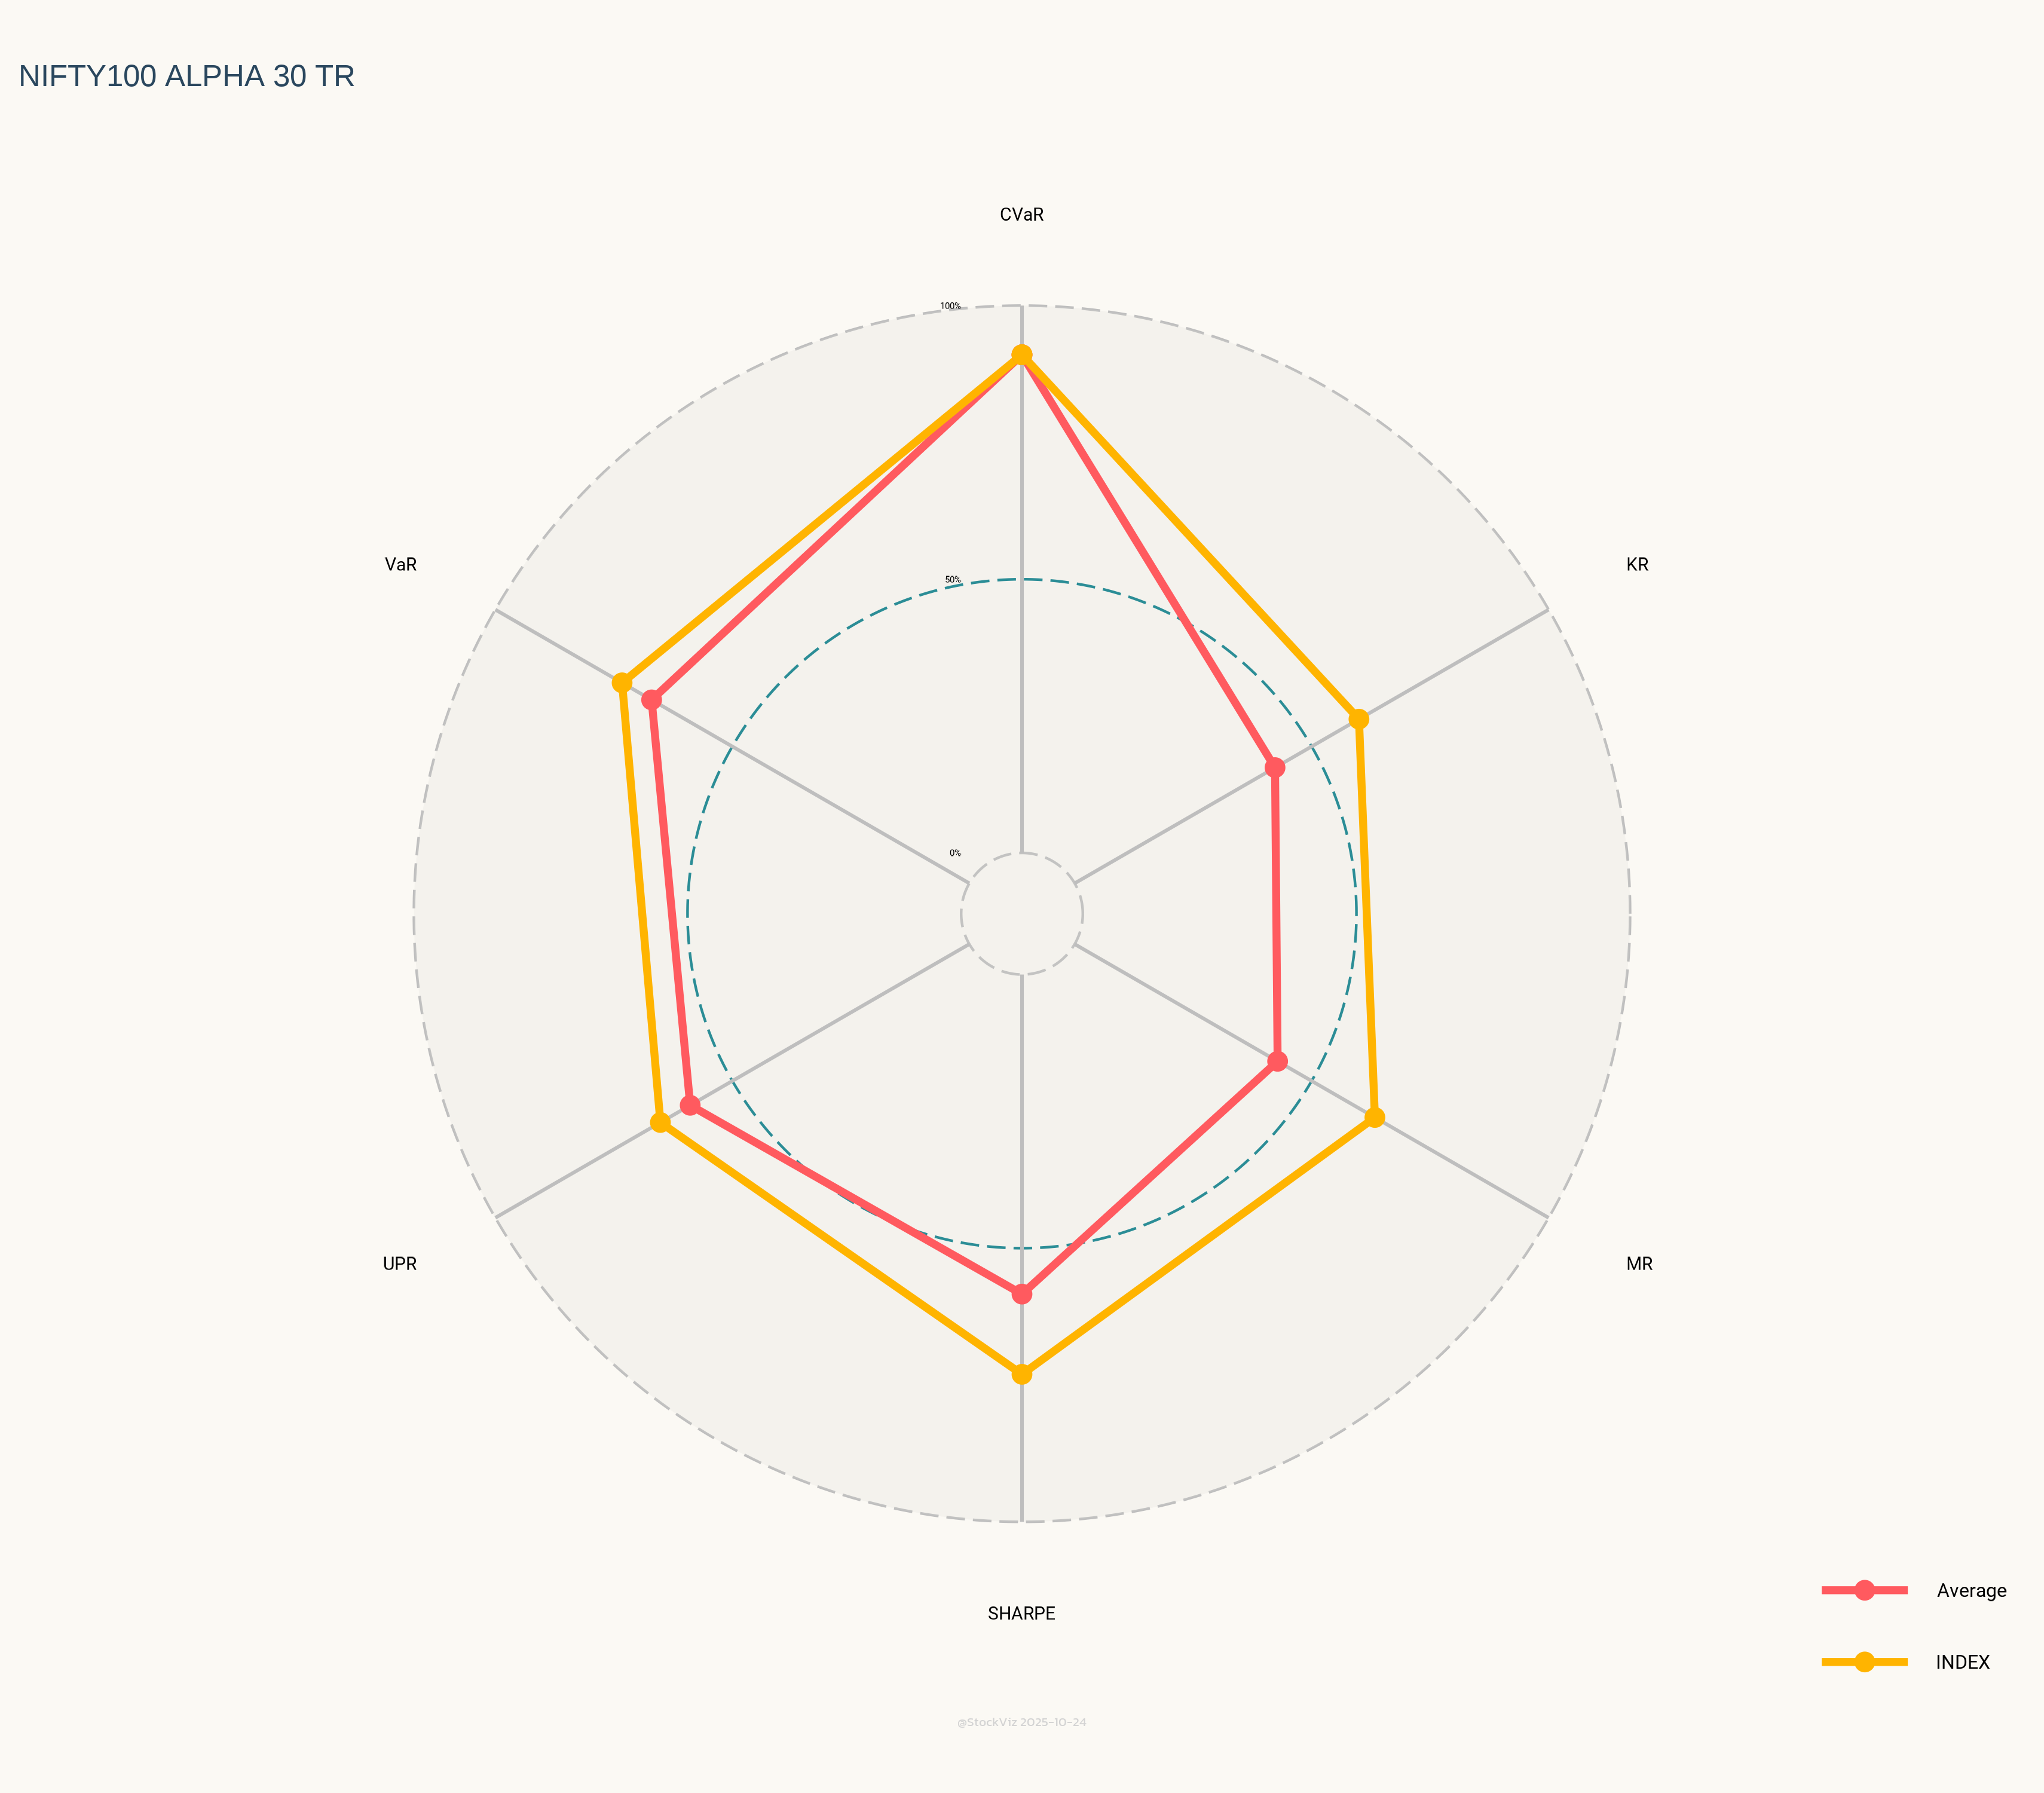 NIFTY100 ALPHA 30 TR
CVaR
100%
VaR
KR
50%
0%
UPR
MR
SHARPE
Average
INDEX
@StockViz 2025-10-24